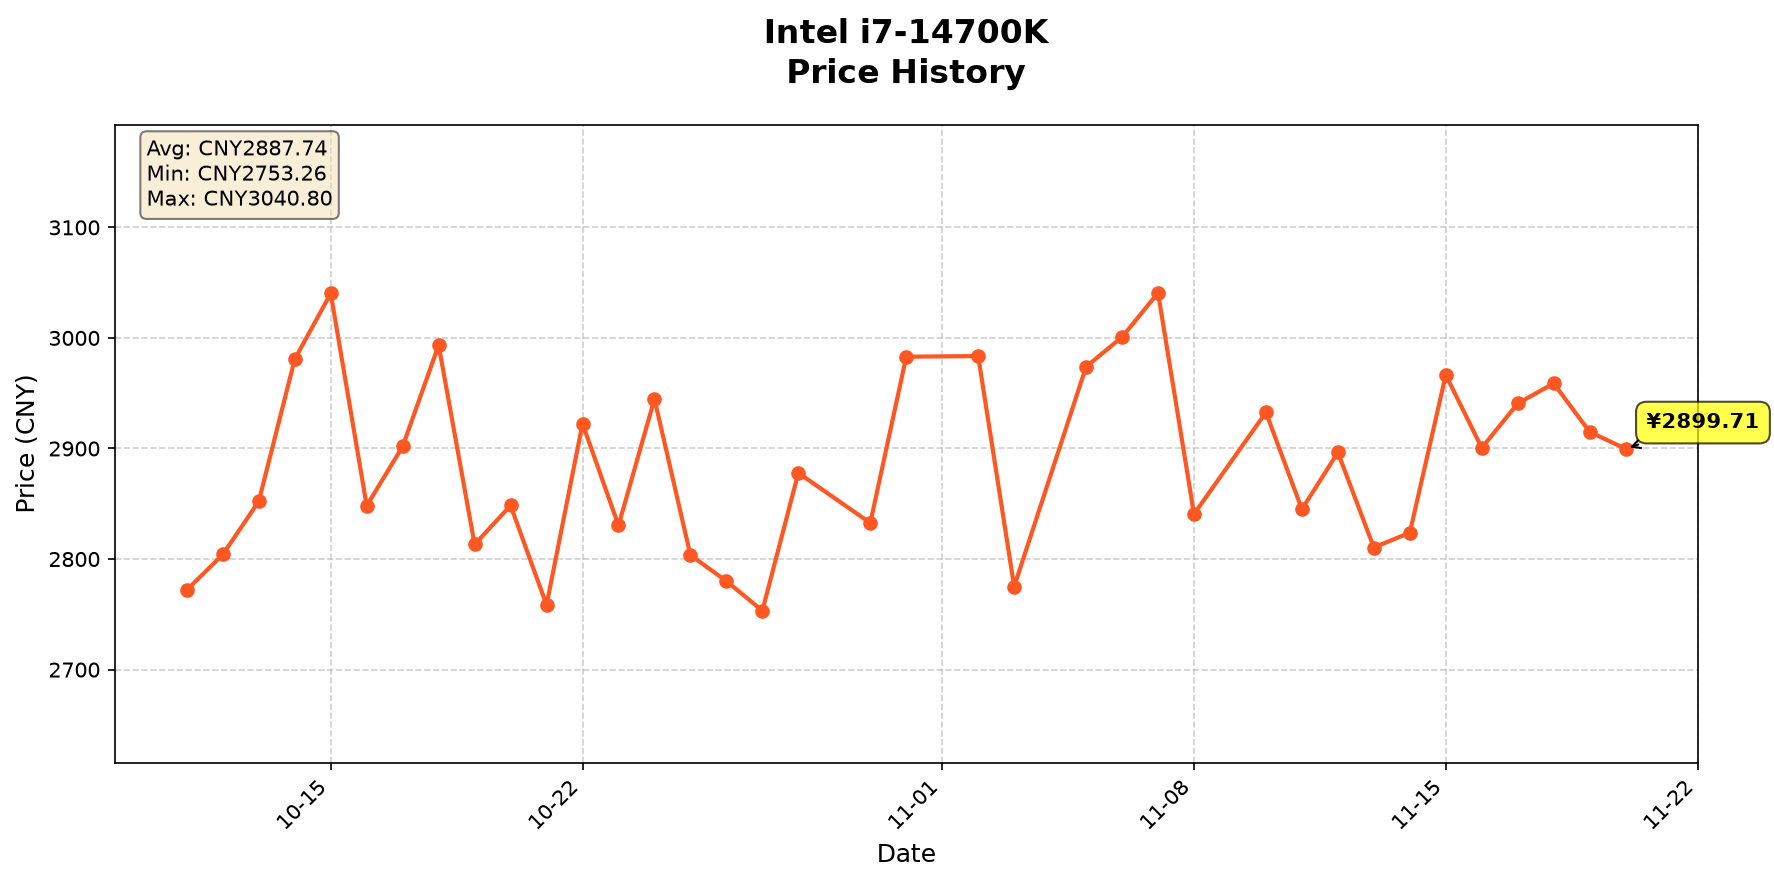 Intel i7-14700K
Price History
Avg: CNY2887.74
Min: CNY2753.26
Max: CNY3040.80
3100
3000
2900
2800
2700
Price (CNY)
¥2899.71
10-15
10-22
11-01
11-08
11-15
11-22
Date